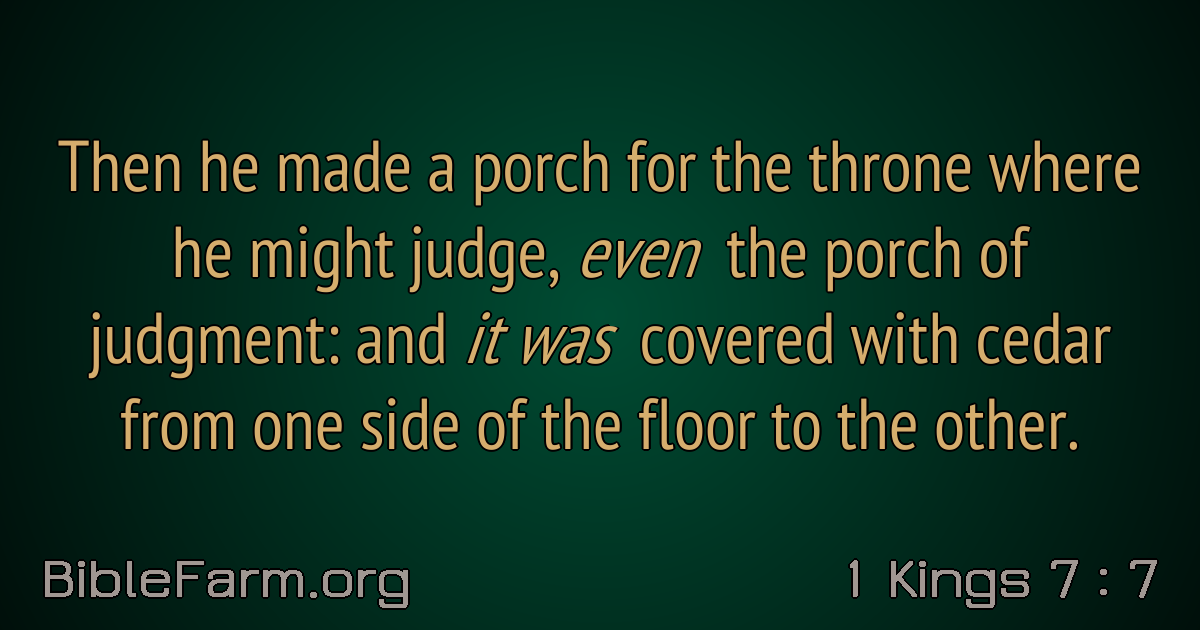 Then he made a porch for the throne where
he might judge, even the porch of
judgment: and it was covered with cedar
from one side of the floor to the other.
BibleFarm.org
1 Kings 7 : 7